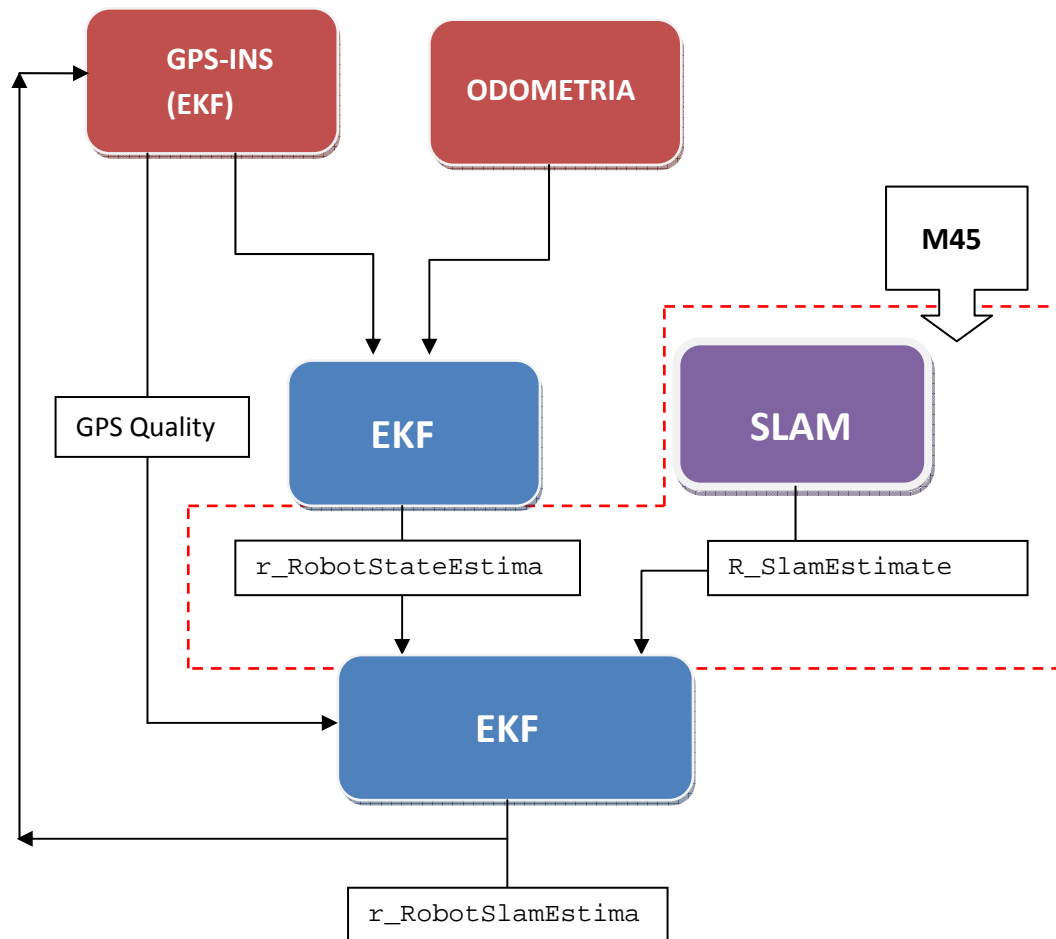 GPS-INS
(EKF)
ODOMETRIA
M45
EKF
SLAM
GPS Quality
r_RobotStateEstima
R_SlamEstimate
EKF
r_RobotSlamEstima